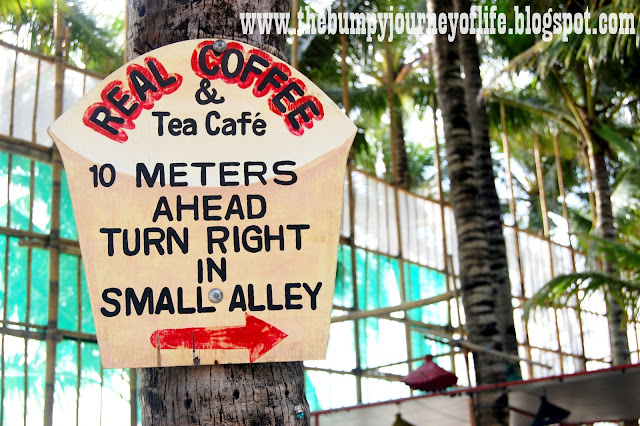 www.thebumpyjourneyoflife.blogspot.com
REAL COFFEE
&
Tea Café
10 METERS
AHEAD
TURN RIGHT
IN
SMALL ALLEY